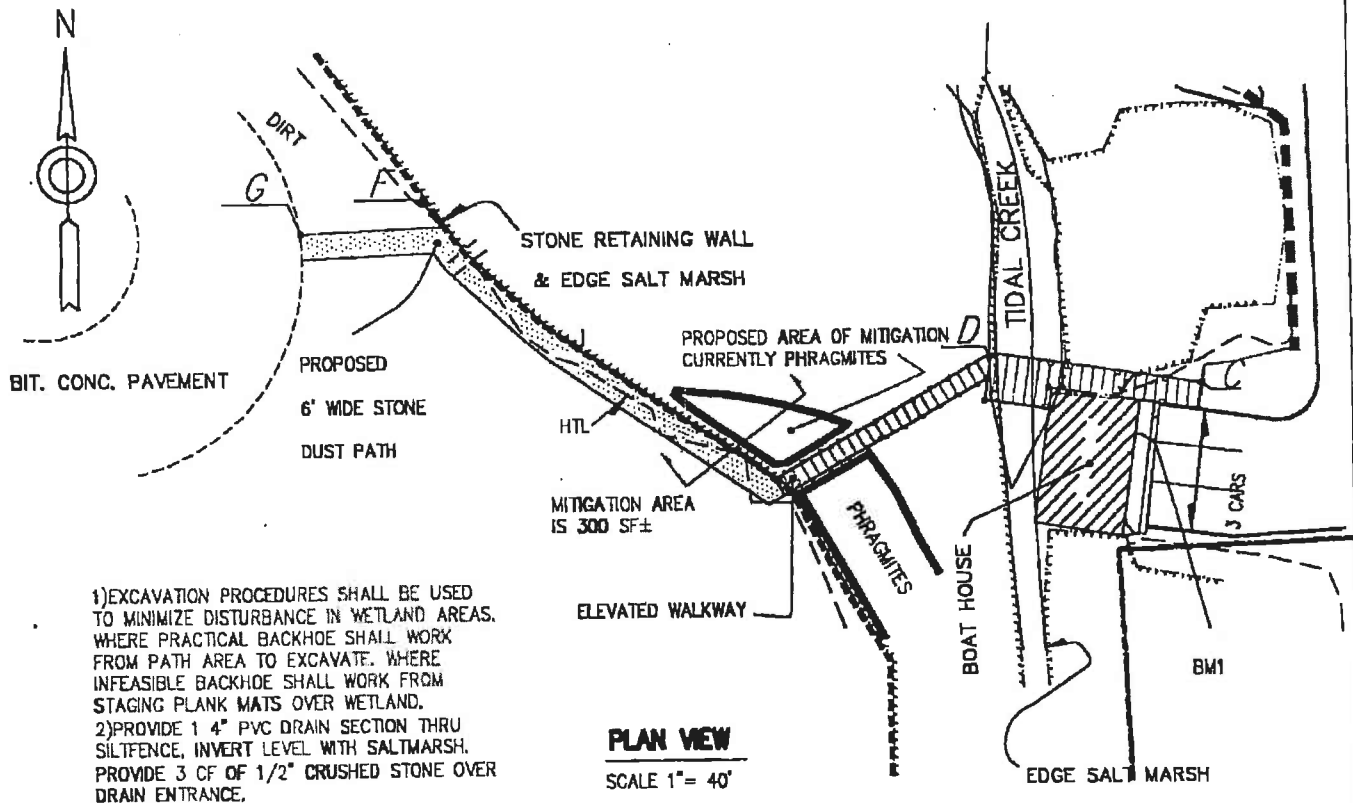 N
DIRT
G
F
STONE RETAINING WALL
& EDGE SALT MARSH
TIDAL CREEK
PROPOSED AREA OF MITIGATION
CURRENTLY PHRAGMITES
D
BIT. CONC. PAVEMENT
PROPOSED
6' WIDE STONE
DUST PATH
HTL
MITIGATION AREA
IS 300 SF±
PHRAGMITES
3 CARS
ELEVATED WALKWAY
BOAT HOUSE
BM1
1)EXCAVATION PROCEDURES SHALL BE USED
TO MINIMIZE DISTURBANCE IN WETLAND AREAS.
WHERE PRACTICAL BACKHOE SHALL WORK
FROM PATH AREA TO EXCAVATE. WHERE
INFEASIBLE BACKHOE SHALL WORK FROM
STAGING PLANK MATS OVER WETLAND.
2)PROVIDE 1 4" PVC DRAIN SECTION THRU
SILTFENCE, INVERT LEVEL WITH SALTMARSH.
PROVIDE 3 CF OF 1/2" CRUSHED STONE OVER
DRAIN ENTRANCE.
PLAN VIEW
SCALE 1"= 40'
EDGE SALT MARSH